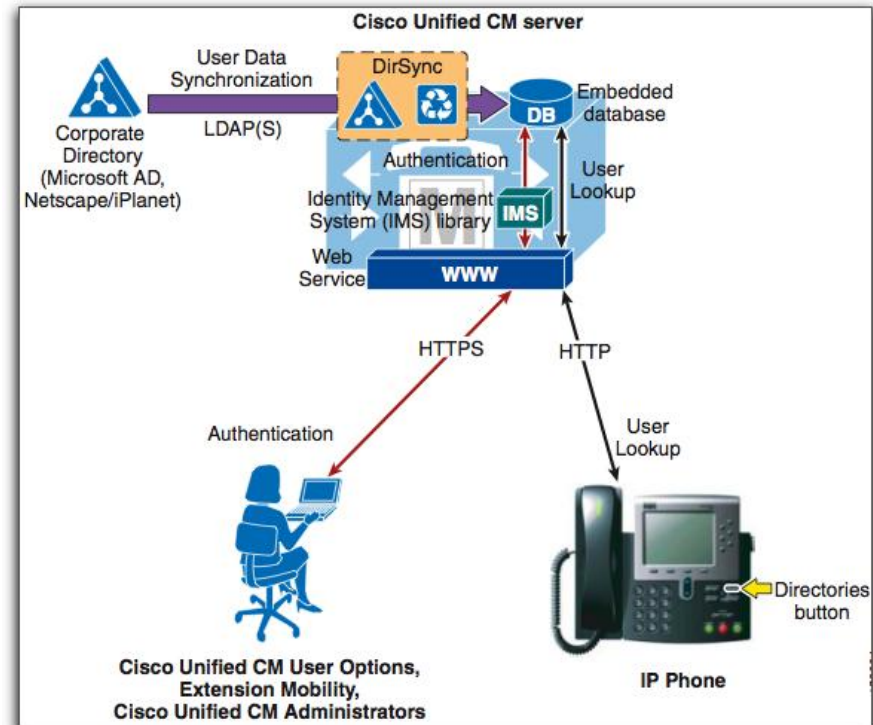 Cisco Unified CM server
User Data
Synchronization
LDAP(S)
DirSync
DB
Embedded
database
Corporate
Directory
(Microsoft AD,
Netscape/iPlanet)
Authentication
User
Lookup
Identity Management
System (IMS) library
IMS
M
Web
Service
WWW
HTTPS
HTTP
Authentication
User
Lookup
Directories
button
Cisco Unified CM User Options,
Extension Mobility,
Cisco Unified CM Administrators
IP Phone